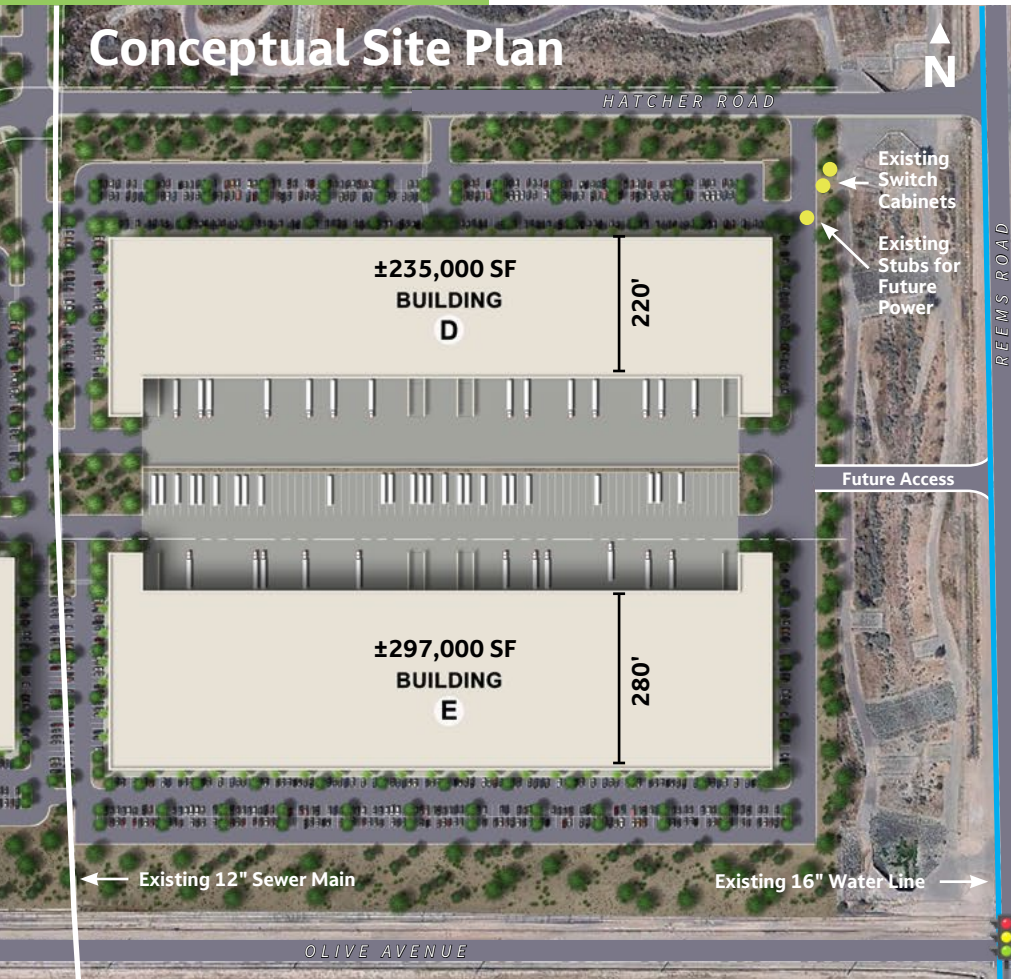 Conceptual Site Plan
N
HATCHER ROAD
Existing
Switch
Cabinets
Existing
Stubs for
Future
Power
REEMS ROAD
±235,000 SF
BUILDING
D
220'
Future Access
±297,000 SF
BUILDING
E
280'
Existing 12" Sewer Main
Existing 16" Water Line
OLIVE AVENUE